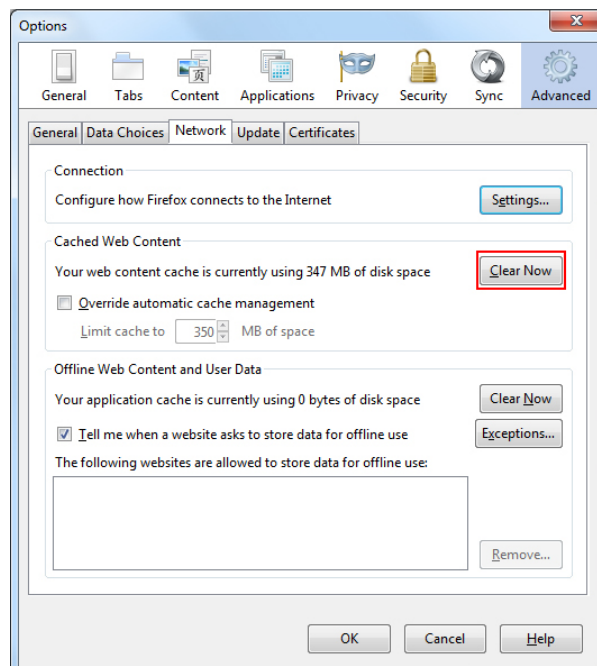 Options
General Tabs Content Applications Privacy Security Sync Advanced
General Data Choices Network Update Certificates
Connection
Configure how Firefox connects to the Internet Settings...
Cached Web Content
Your web content cache is currently using 347 MB of disk space Clear Now
Override automatic cache management
Limit cache to 350 MB of space
Offline Web Content and User Data
Your application cache is currently using 0 bytes of disk space Clear Now
Tell me when a website asks to store data for offline use Exceptions...
The following websites are allowed to store data for offline use:
Remove...
OK Cancel Help